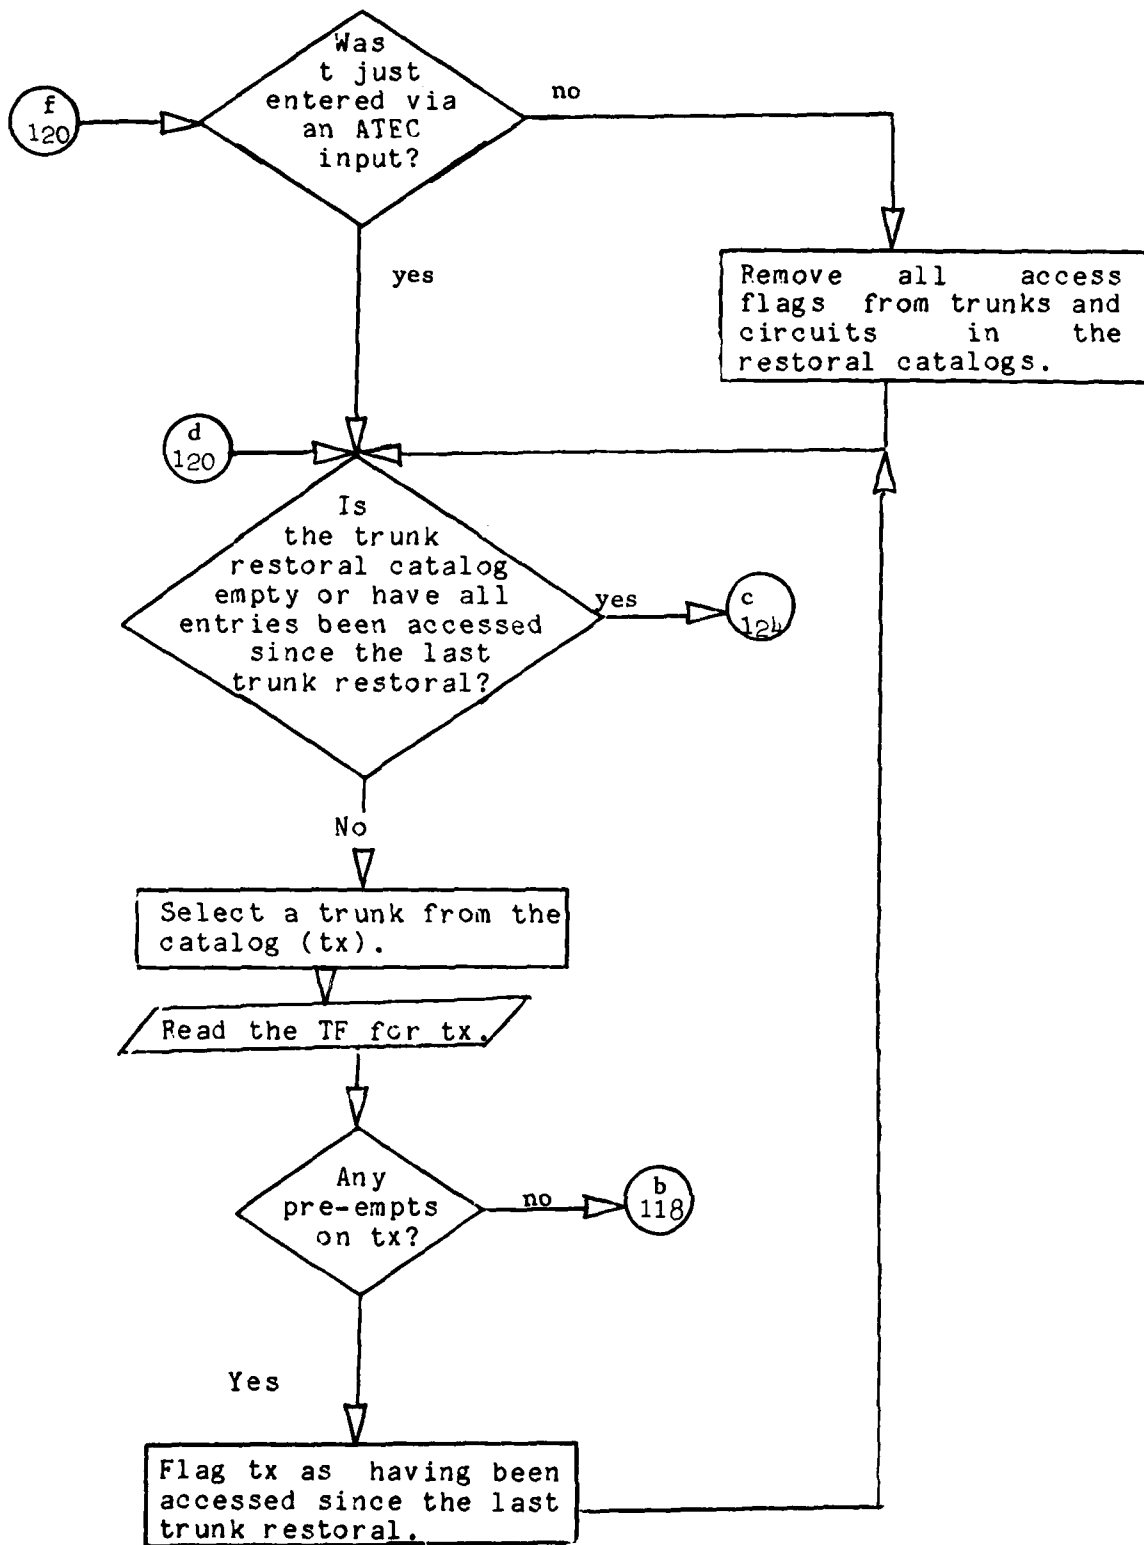 Was
t just
entered via
an ATEC
input?
no
f
120
yes
Remove all access
flags from trunks and
circuits in the
restoral catalogs.
d
120
Is
the trunk
restoral catalog
empty or have all
entries been accessed
since the last
trunk restoral?
yes
c
124
No
Select a trunk from the
catalog (tx).
Read the TF for tx.
Any
pre-empts
on tx?
no
b
118
Yes
Flag tx as having been
accessed since the last
trunk restoral.